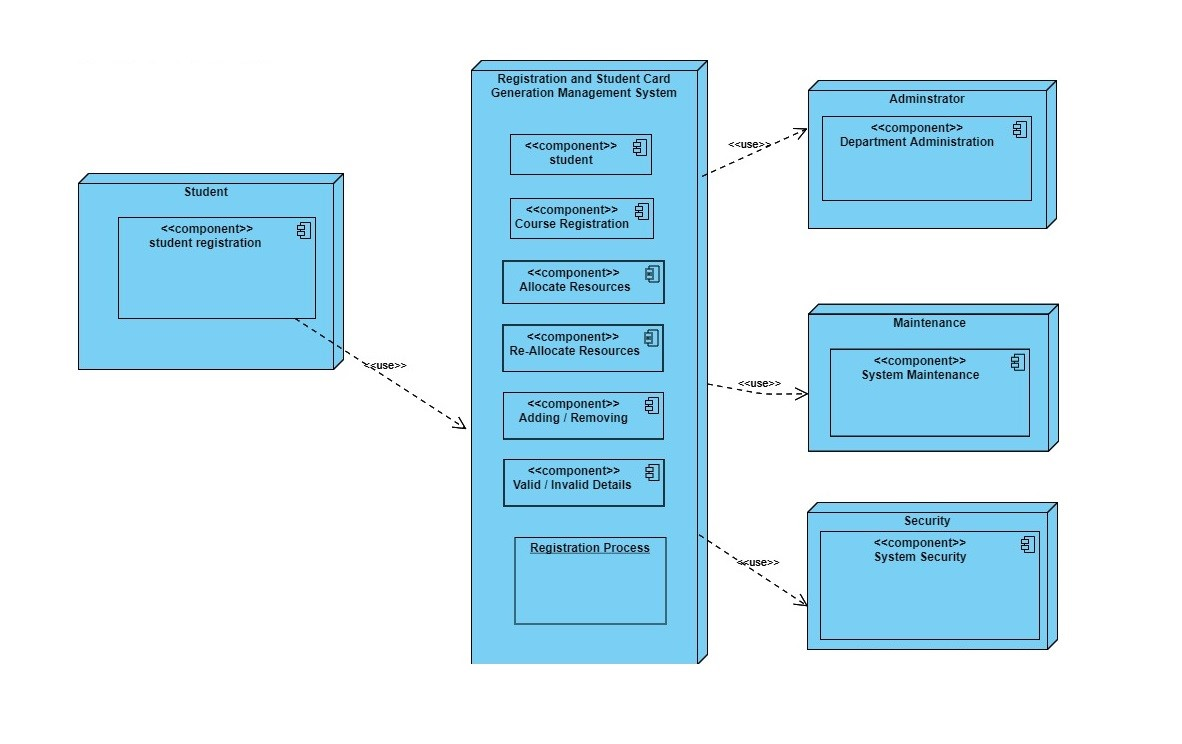 Student
<<component>>
student registration
<<use>>
Registration and Student Card
Generation Management System
<<component>>
student
<<component>>
Course Registration
<<component>>
Allocate Resources
<<component>>
Re-Allocate Resources
<<component>>
Adding / Removing
<<component>>
Valid / Invalid Details
Registration Process
<<use>>
Adminstrator
<<component>>
Department Administration
<<use>>
Maintenance
<<component>>
System Maintenance
<<use>>
Security
<<component>>
System Security